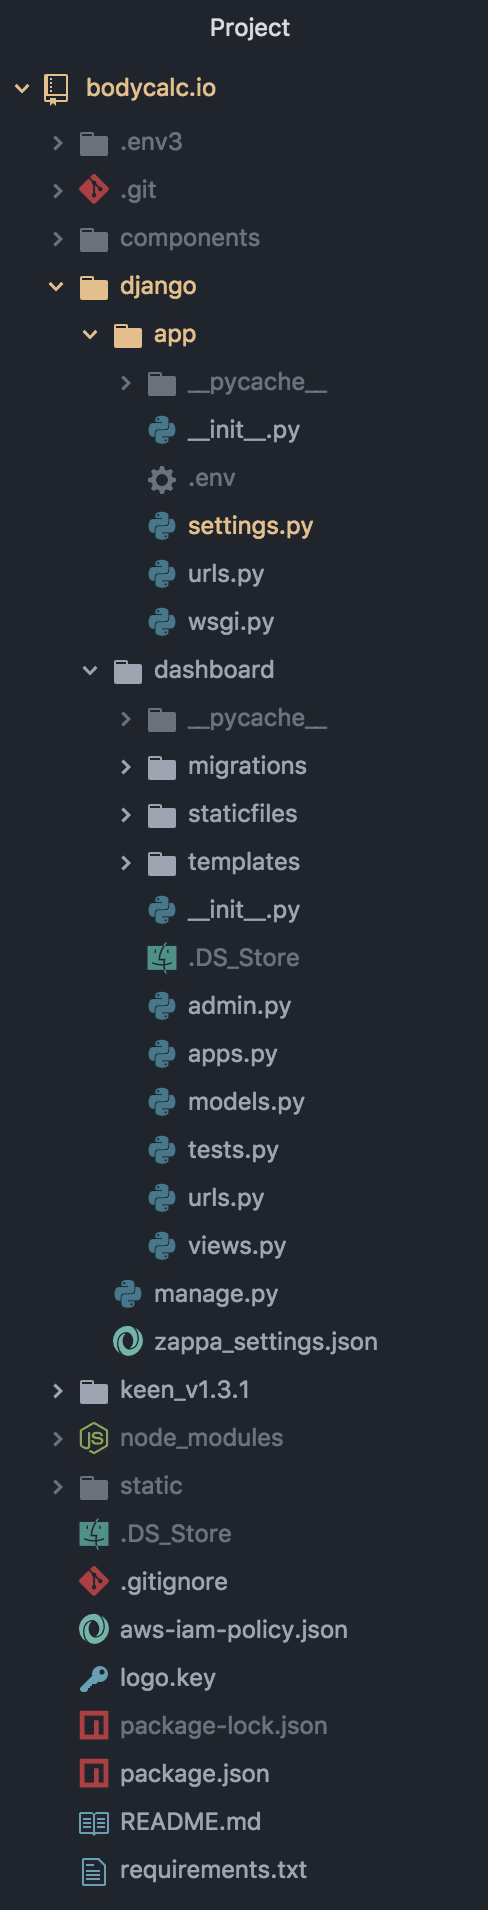 Project
bodycalc.io
.env3
.git
components
django
app
__pycache__
__init__.py
.env
settings.py
urls.py
wsgi.py
dashboard
__pycache__
migrations
staticfiles
templates
__init__.py
.DS_Store
admin.py
apps.py
models.py
tests.py
urls.py
views.py
manage.py
zappa_settings.json
keen_v1.3.1
node_modules
static
.DS_Store
.gitignore
aws-iam-policy.json
logo.key
package-lock.json
package.json
README.md
requirements.txt